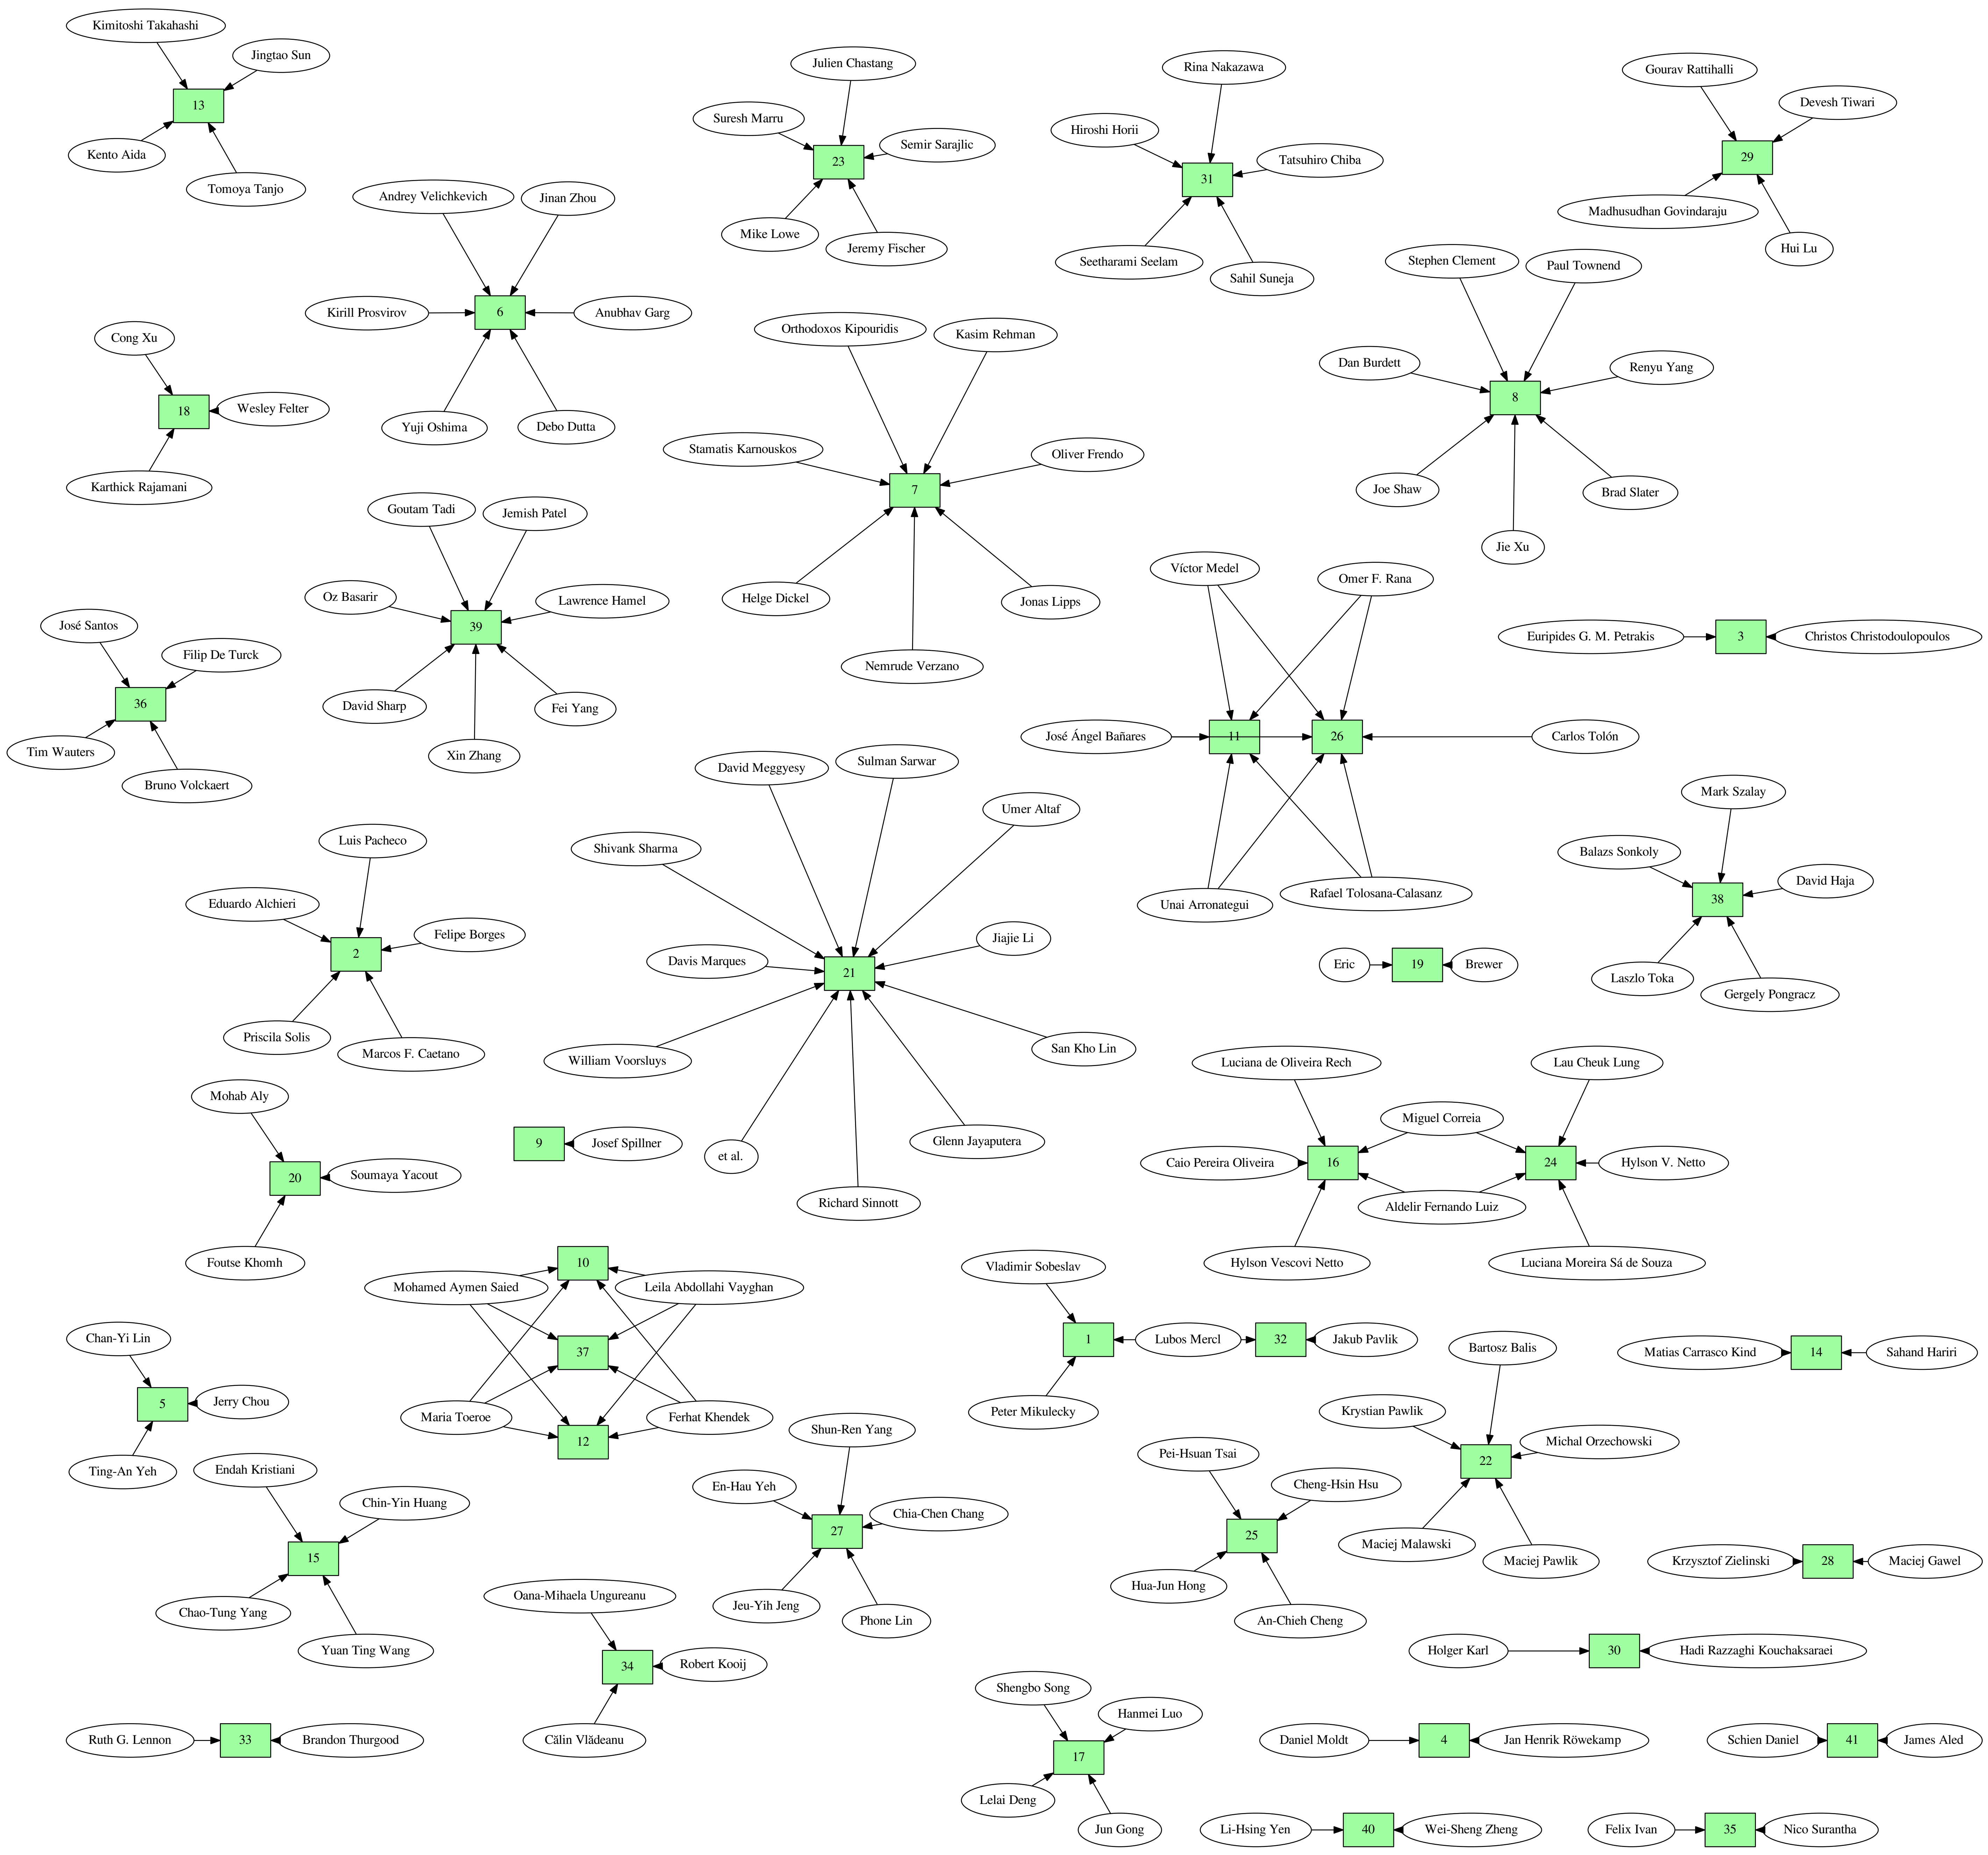 Kimitoshi Takahashi
Jingtao Sun
13
Kento Aida
Tomoya Tanjo
Julien Chastang
Suresh Marru
Semir Sarajlic
23
Mike Lowe
Jeremy Fischer
Rina Nakazawa
Hiroshi Horii
Tatsuhiro Chiba
31
Seetharami Seelam
Sahil Suneja
Gourav Rattihalli
Devesh Tiwari
29
Madhusudhan Govindaraju
Hui Lu
Andrey Velichkevich
Jinan Zhou
Kirill Prosvirov
6
Anubhav Garg
Yuji Oshima
Debo Dutta
Stephen Clement
Paul Townend
Dan Burdett
Renyu Yang
8
Joe Shaw
Brad Slater
Jie Xu
Cong Xu
18
Wesley Felter
Karthick Rajamani
Orthodoxos Kipouridis
Kasim Rehman
Stamatis Karnouskos
Oliver Frendo
7
Helge Dickel
Jonas Lipps
Nemrude Verzano
Goutam Tadi
Jemish Patel
Oz Basarir
Lawrence Hamel
39
David Sharp
Fei Yang
Xin Zhang
José Santos
Filip De Turck
36
Tim Wauters
Bruno Volckaert
Víctor Medel
Omer F. Rana
José Ángel Bañares
11
26
Carlos Tolón
Unai Arronategui
Rafael Tolosana-Calasanz
Euripides G. M. Petrakis
3
Christos Christodoulopoulos
David Meggyesy
Sulman Sarwar
Umer Altaf
Shivank Sharma
Jiajie Li
Davis Marques
21
William Voorsluys
San Kho Lin
et al.
Glenn Jayaputera
Richard Sinnott
Mark Szalay
Balazs Sonkoly
David Haja
38
Laszlo Toka
Gergely Pongracz
Luis Pacheco
Eduardo Alchieri
Felipe Borges
2
Priscila Solis
Marcos F. Caetano
Eric
19
Brewer
Mohab Aly
20
Soumaya Yacout
Foutse Khomh
9
Josef Spillner
Luciana de Oliveira Rech
Lau Cheuk Lung
Miguel Correia
Caio Pereira Oliveira
16
24
Hylson V. Netto
Aldelir Fernando Luiz
Hylson Vescovi Netto
Luciana Moreira Sá de Souza
10
Mohamed Aymen Saied
Leila Abdollahi Vayghan
37
Maria Toeroe
Ferhat Khendek
12
Vladimir Sobeslav
1
Lubos Mercl
32
Jakub Pavlik
Peter Mikulecky
Chan-Yi Lin
5
Jerry Chou
Ting-An Yeh
Bartosz Balis
Krystian Pawlik
Michal Orzechowski
22
Maciej Malawski
Maciej Pawlik
Matias Carrasco Kind
14
Sahand Hariri
Endah Kristiani
Chin-Yin Huang
15
Chao-Tung Yang
Yuan Ting Wang
Shun-Ren Yang
En-Hau Yeh
Chia-Chen Chang
27
Jeu-Yih Jeng
Phone Lin
Pei-Hsuan Tsai
Cheng-Hsin Hsu
25
Hua-Jun Hong
An-Chieh Cheng
Krzysztof Zielinski
28
Maciej Gawel
Oana-Mihaela Ungureanu
34
Robert Kooij
Călin Vlădeanu
Holger Karl
30
Hadi Razzaghi Kouchaksaraei
Shengbo Song
Hanmei Luo
17
Lelai Deng
Jun Gong
Ruth G. Lennon
33
Brandon Thurgood
Daniel Moldt
4
Jan Henrik Röwekamp
Schien Daniel
41
James Aled
Li-Hsing Yen
40
Wei-Sheng Zheng
Felix Ivan
35
Nico Surantha